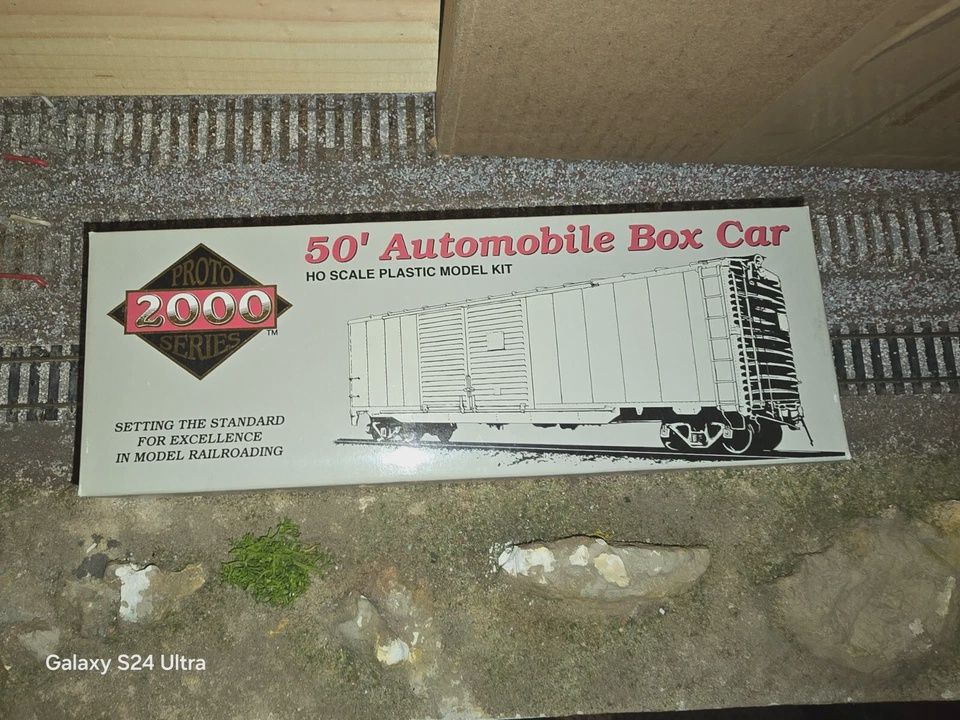 50' Automobile Box Car
HO SCALE PLASTIC MODEL KIT
PROTO
2000
TM
SERIES
SETTING THE STANDARD
FOR EXCELLENCE
IN MODEL RAILROADING
Galaxy S24 Ultra